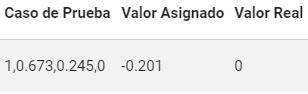 Caso de Prueba Valor Asignado Valor Real
1,0.673,0.245,0 -0.201 0